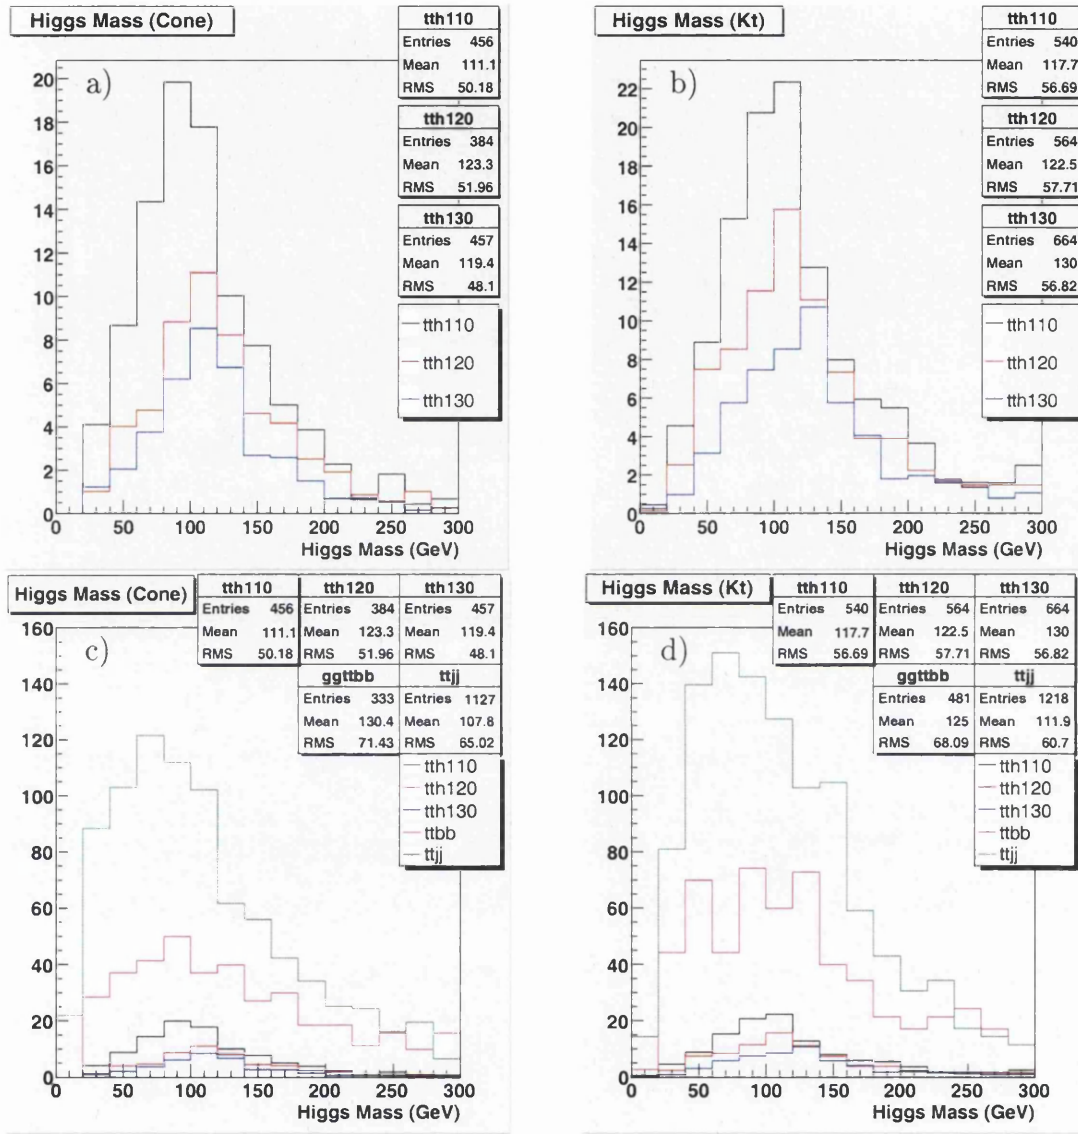 Higgs Mass (Cone)
tth110
Entries 456
Mean 111.1
RMS 50.18
tth120
Entries 384
Mean 123.3
RMS 51.96
tth130
Entries 457
Mean 119.4
RMS 48.1
tth110
tth120
tth130
a)
20
18
16
14
12
10
8
6
4
2
0
0 50 100 150 200 250 300
Higgs Mass (GeV)
Higgs Mass (Kt)
tth110
Entries 540
Mean 117.7
RMS 56.69
tth120
Entries 564
Mean 122.5
RMS 57.71
tth130
Entries 664
Mean 130
RMS 56.82
tth110
tth120
tth130
b)
22
20
18
16
14
12
10
8
6
4
2
0
0 50 100 150 200 250 300
Higgs Mass (GeV)
Higgs Mass (Cone)
tth110 tth120 tth130
Entries 456 Entries 384 Entries 457
Mean 111.1 Mean 123.3 Mean 119.4
RMS 50.18 RMS 51.96 RMS 48.1
ggttbb ttjj
Entries 333 Entries 1127
Mean 130.4 Mean 107.8
RMS 71.43 RMS 65.02
tth110
tth120
tth130
ttbb
ttjj
c)
160
140
120
100
80
60
40
20
0
0 50 100 150 200 250 300
Higgs Mass (GeV)
Higgs Mass (Kt)
tth110 tth120 tth130
Entries 540 Entries 564 Entries 664
Mean 117.7 Mean 122.5 Mean 130
RMS 56.69 RMS 57.71 RMS 56.82
ggttbb ttjj
Entries 481 Entries 1218
Mean 125 Mean 111.9
RMS 68.09 RMS 60.7
tth110
tth120
tth130
ttbb
ttjj
d)
160
140
120
100
80
60
40
20
0
0 50 100 150 200 250 300
Higgs Mass (GeV)